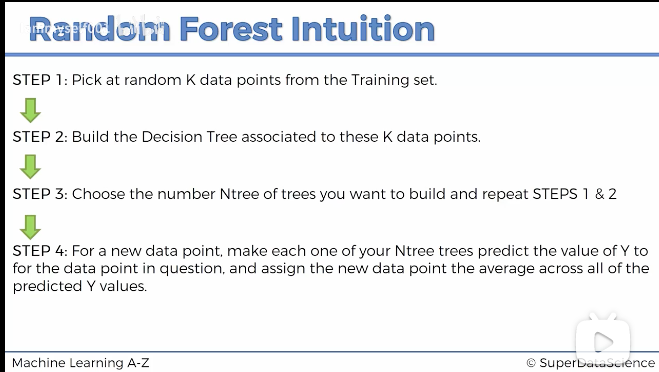 Random Forest Intuition
STEP 1: Pick at random K data points from the Training set.
STEP 2: Build the Decision Tree associated to these K data points.
STEP 3: Choose the number Ntree of trees you want to build and repeat STEPS 1 & 2
STEP 4: For a new data point, make each one of your Ntree trees predict the value of Y to
for the data point in question, and assign the new data point the average across all of the
predicted Y values.
Machine Learning A-Z
© SuperDataScience